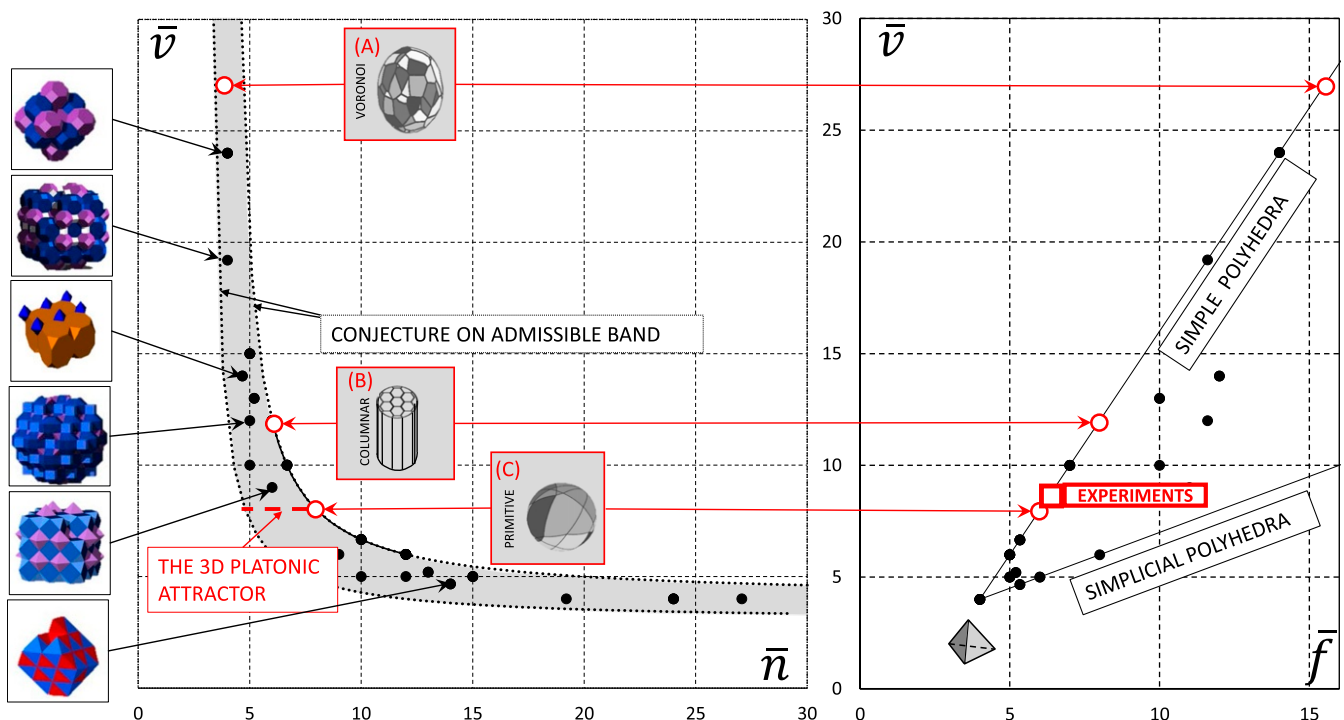 v̄
(A)
VORONOI
CONJECTURE ON ADMISSIBLE BAND
(B)
COLUMNAR
(C)
PRIMITIVE
THE 3D PLATONIC
ATTRACTOR
n̄
0 5 10 15 20 25 30
30
25
20
15
10
5
0
v̄
SIMPLE POLYHEDRA
EXPERIMENTS
SIMPLICIAL POLYHEDRA
f̄
5 10 15